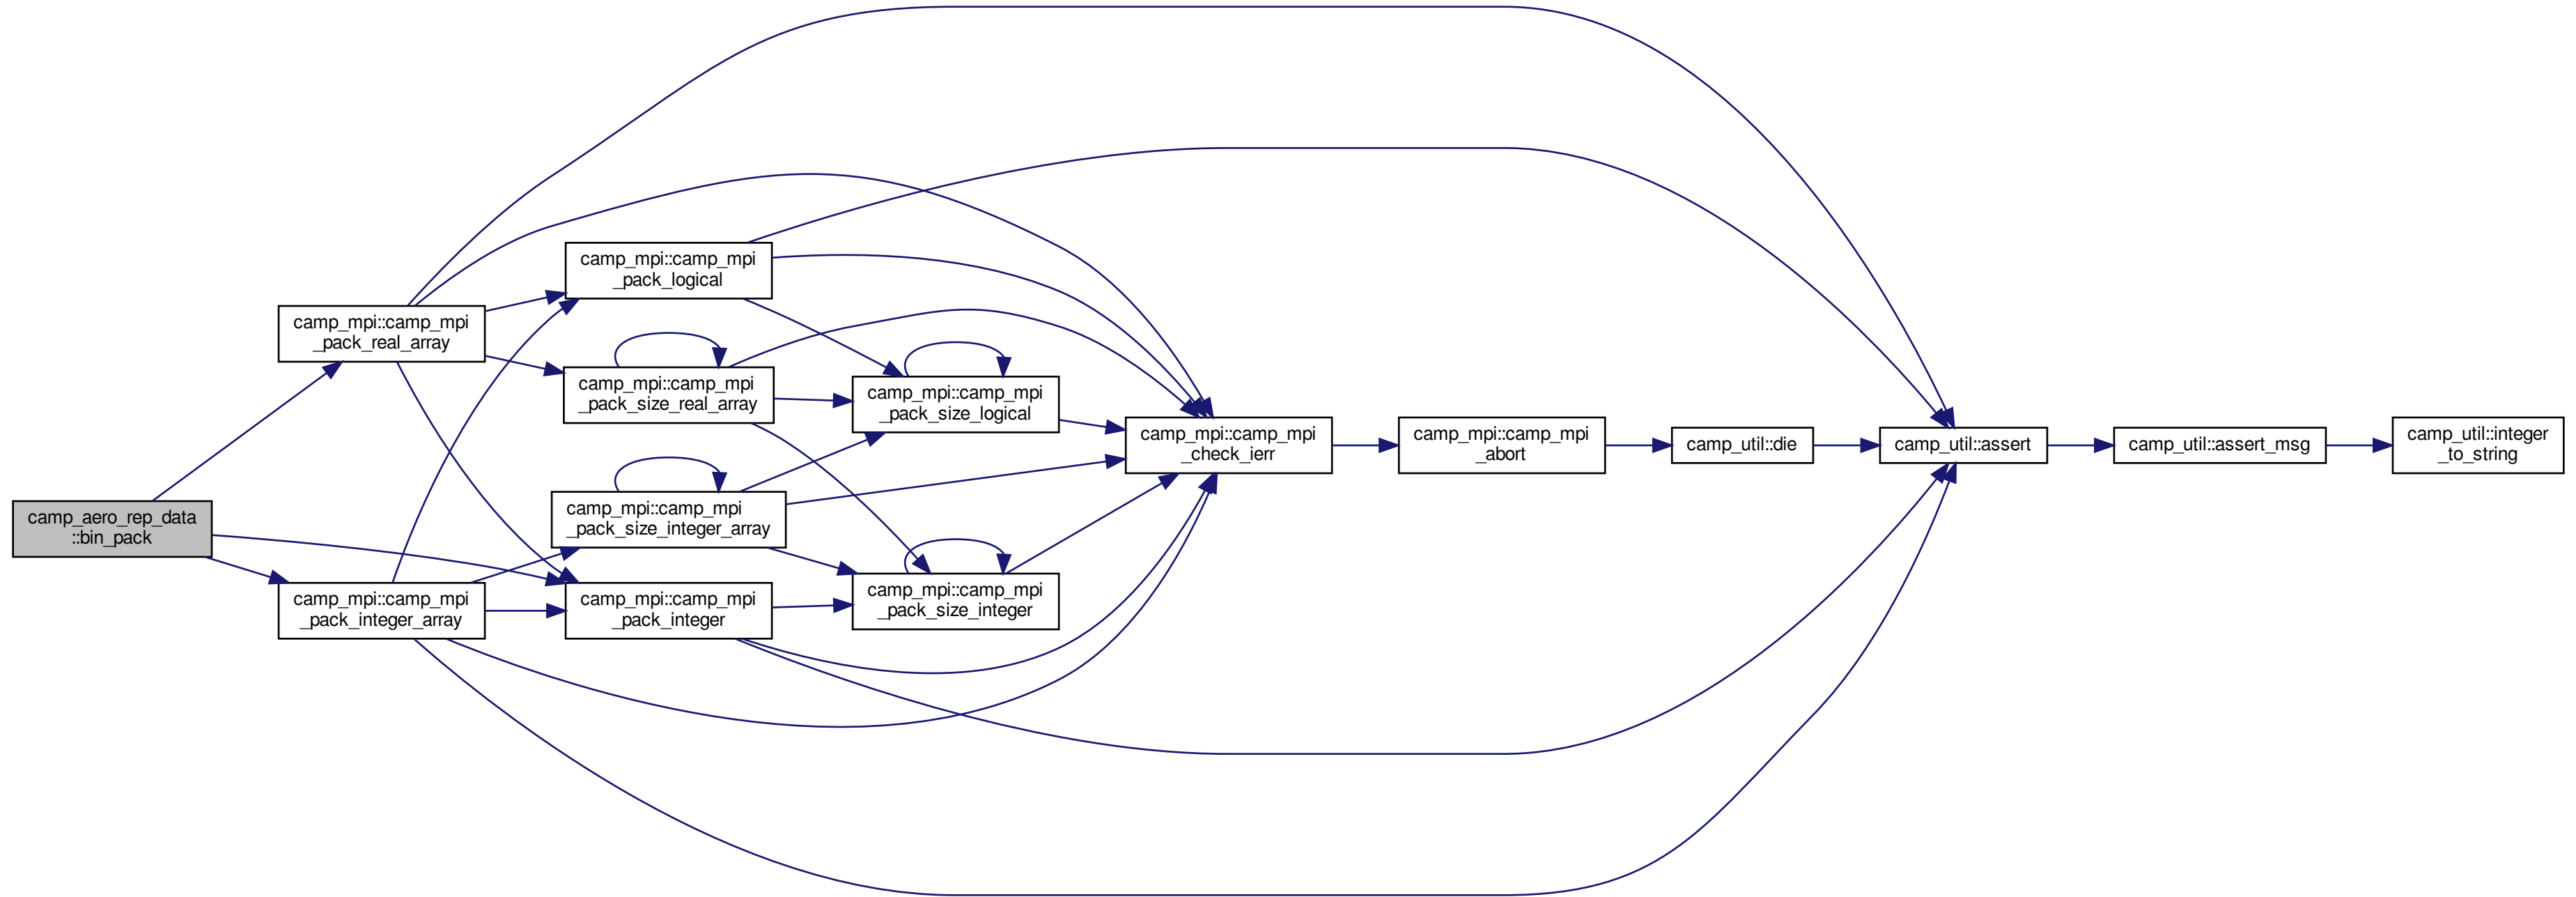 camp_aero_rep_data
::bin_pack
camp_mpi::camp_mpi
_pack_real_array
camp_mpi::camp_mpi
_pack_integer_array
camp_mpi::camp_mpi
_pack_logical
camp_mpi::camp_mpi
_pack_size_real_array
camp_mpi::camp_mpi
_pack_size_integer_array
camp_mpi::camp_mpi
_pack_integer
camp_mpi::camp_mpi
_pack_size_logical
camp_mpi::camp_mpi
_pack_size_integer
camp_mpi::camp_mpi
_check_ierr
camp_mpi::camp_mpi
_abort
camp_util::die
camp_util::assert
camp_util::assert_msg
camp_util::integer
_to_string